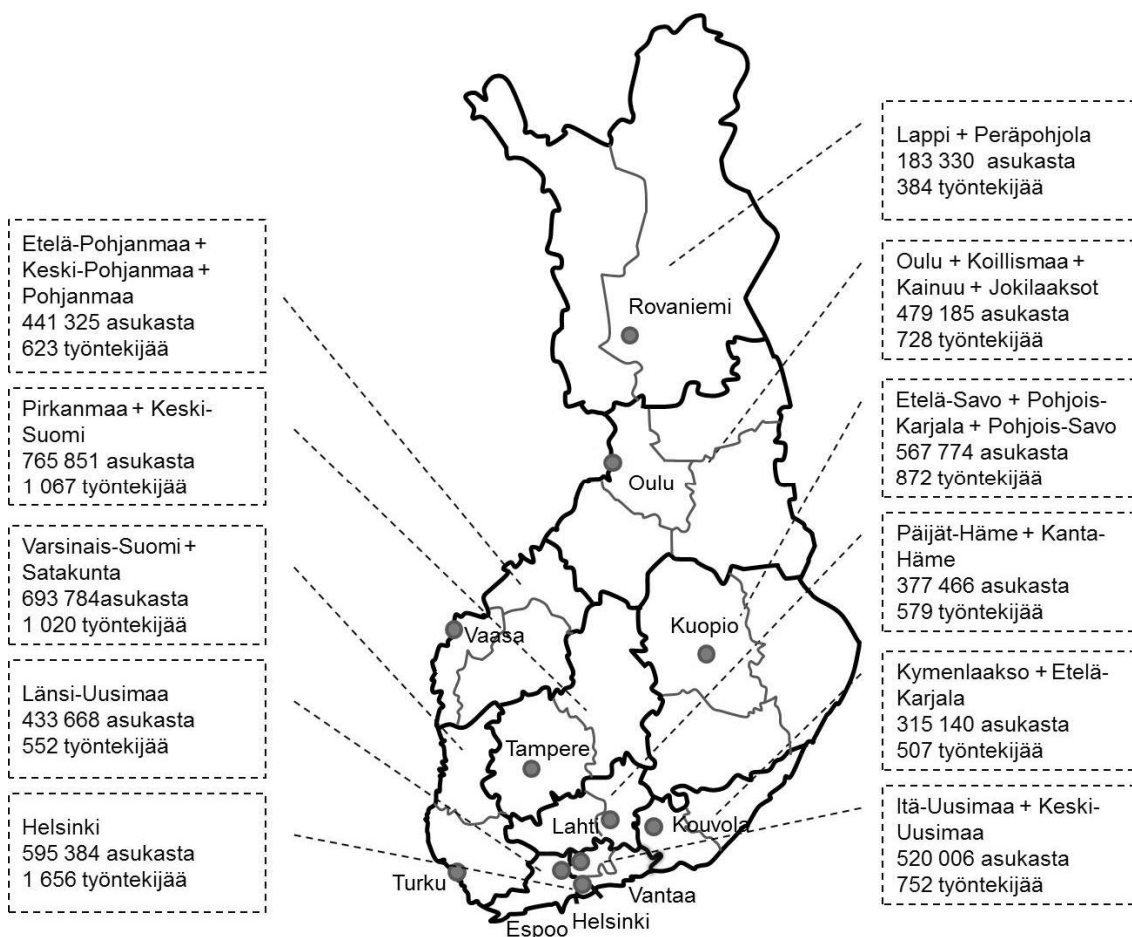 Etelä-Pohjanmaa +
Keski-Pohjanmaa +
Pohjanmaa
441 325 asukasta
623 työntekijää
Pirkanmaa + Keski-
Suomi
765 851 asukasta
1 067 työntekijää
Varsinais-Suomi +
Satakunta
693 784asukasta
1 020 työntekijää
Länsi-Uusimaa
433 668 asukasta
552 työntekijää
Helsinki
595 384 asukasta
1 656 työntekijää
Rovaniemi
Oulu
Vaasa
Kuopio
Tampere
Lahti
Kouvola
Turku
Vantaa
Helsinki
Espoo
Lappi + Peräpohjola
183 330 asukasta
384 työntekijää
Oulu + Koillismaa +
Kainuu + Jokilaaksot
479 185 asukasta
728 työntekijää
Etelä-Savo + Pohjois-
Karjala + Pohjois-Savo
567 774 asukasta
872 työntekijää
Päijät-Häme + Kanta-
Häme
377 466 asukasta
579 työntekijää
Kymenlaakso + Etelä-
Karjala
315 140 asukasta
507 työntekijää
Itä-Uusimaa + Keski-
Uusimaa
520 006 asukasta
752 työntekijää